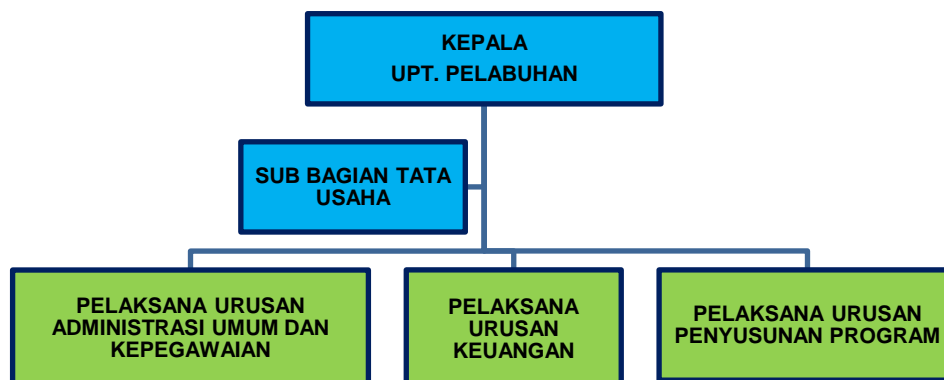 KEPALA
UPT. PELABUHAN
SUB BAGIAN TATA
USAHA
PELAKSANA URUSAN
ADMINISTRASI UMUM DAN
KEPEGAWAIAN
PELAKSANA
URUSAN
KEUANGAN
PELAKSANA URUSAN
PENYUSUNAN PROGRAM